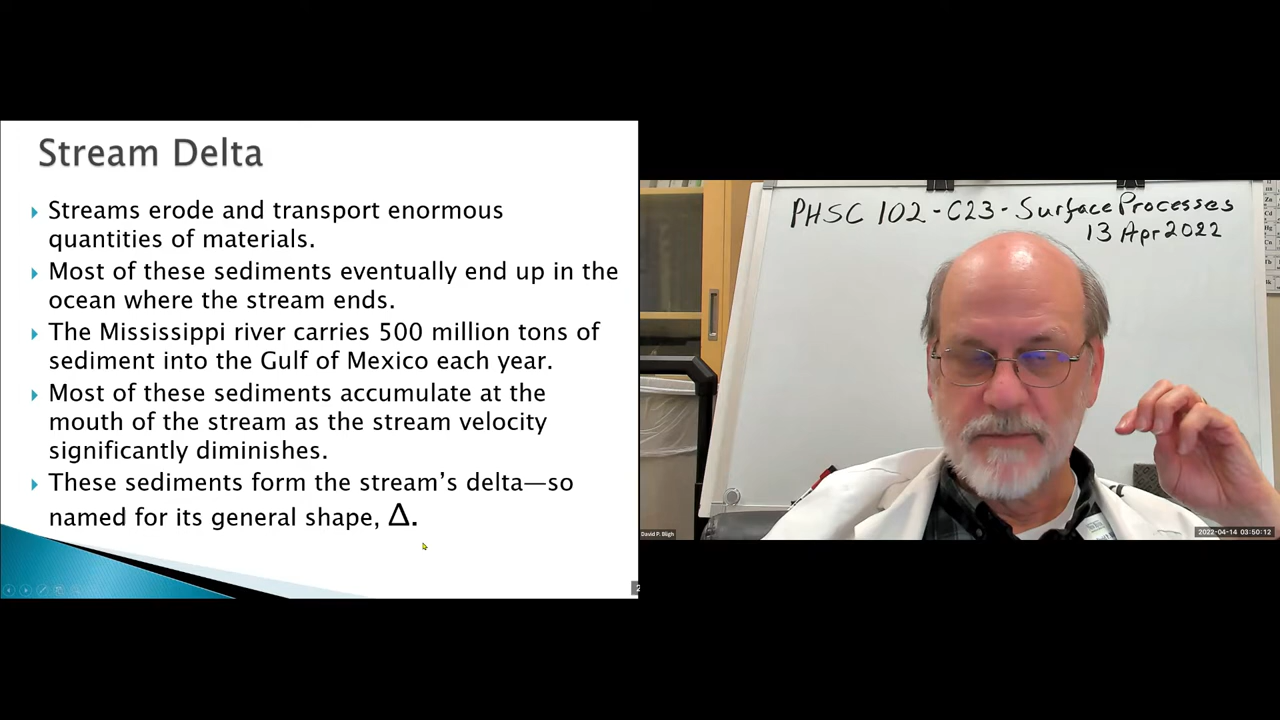 Stream Delta
Streams erode and transport enormous
quantities of materials.
Most of these sediments eventually end up in the
ocean where the stream ends.
The Mississippi river carries 500 million tons of
sediment into the Gulf of Mexico each year.
Most of these sediments accumulate at the
mouth of the stream as the stream velocity
significantly diminishes.
These sediments form the stream's delta—so
named for its general shape, Δ.
PHSC 102 - C23 - Surface Processes
13 Apr 2022
David P. Bligh
2022-04-14 03:50:12